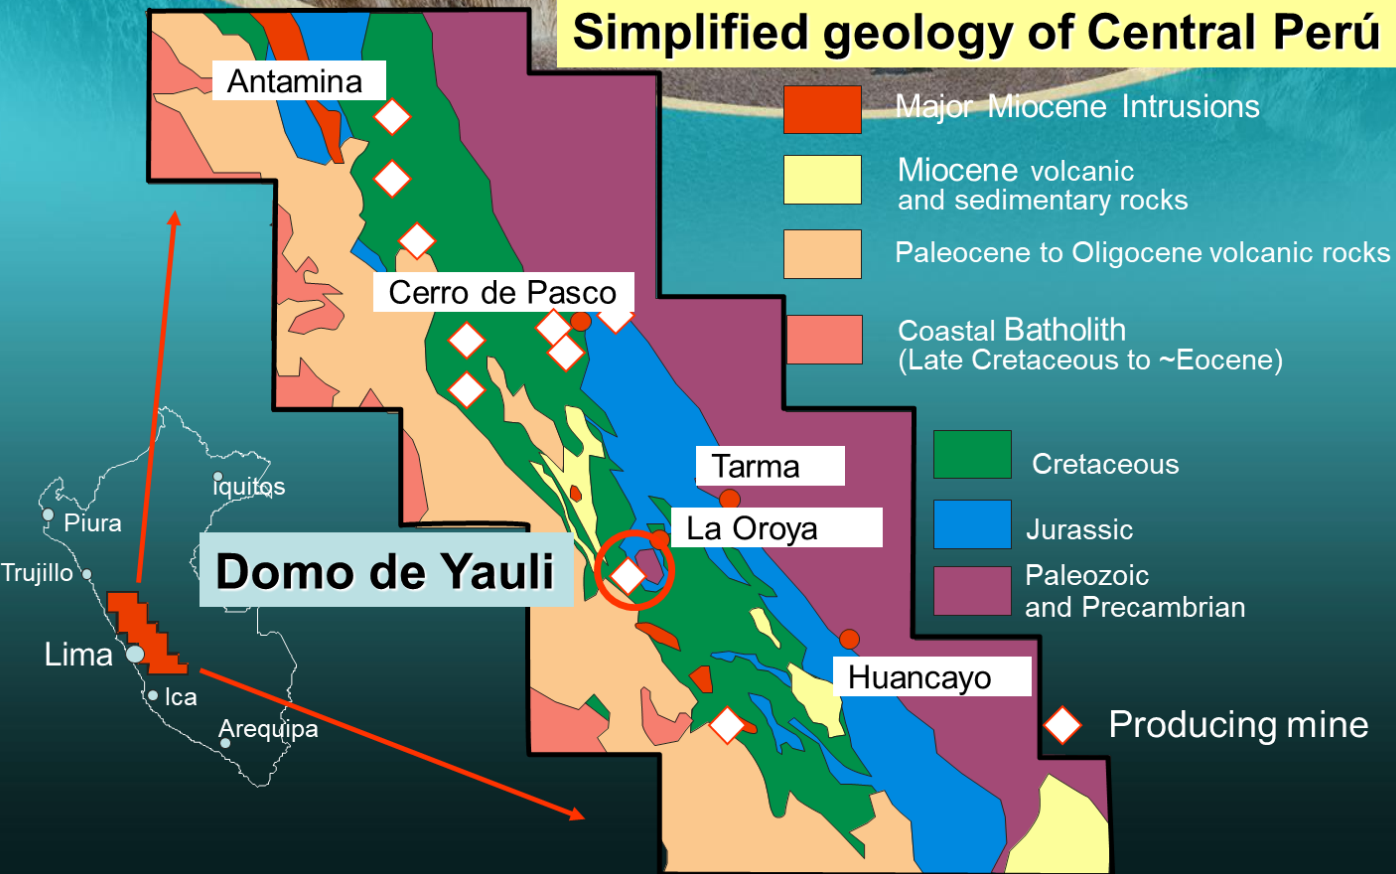 Simplified geology of Central Perú
Antamina
Major Miocene Intrusions
Miocene volcanic
and sedimentary rocks
Paleocene to Oligocene volcanic rocks
Cerro de Pasco
Coastal Batholith
(Late Cretaceous to ~Eocene)
Tarma
Cretaceous
iquitos
Piura
La Oroya
Jurassic
Trujillo
Domo de Yauli
Paleozoic
and Precambrian
Lima
Huancayo
Ica
Arequipa
Producing mine